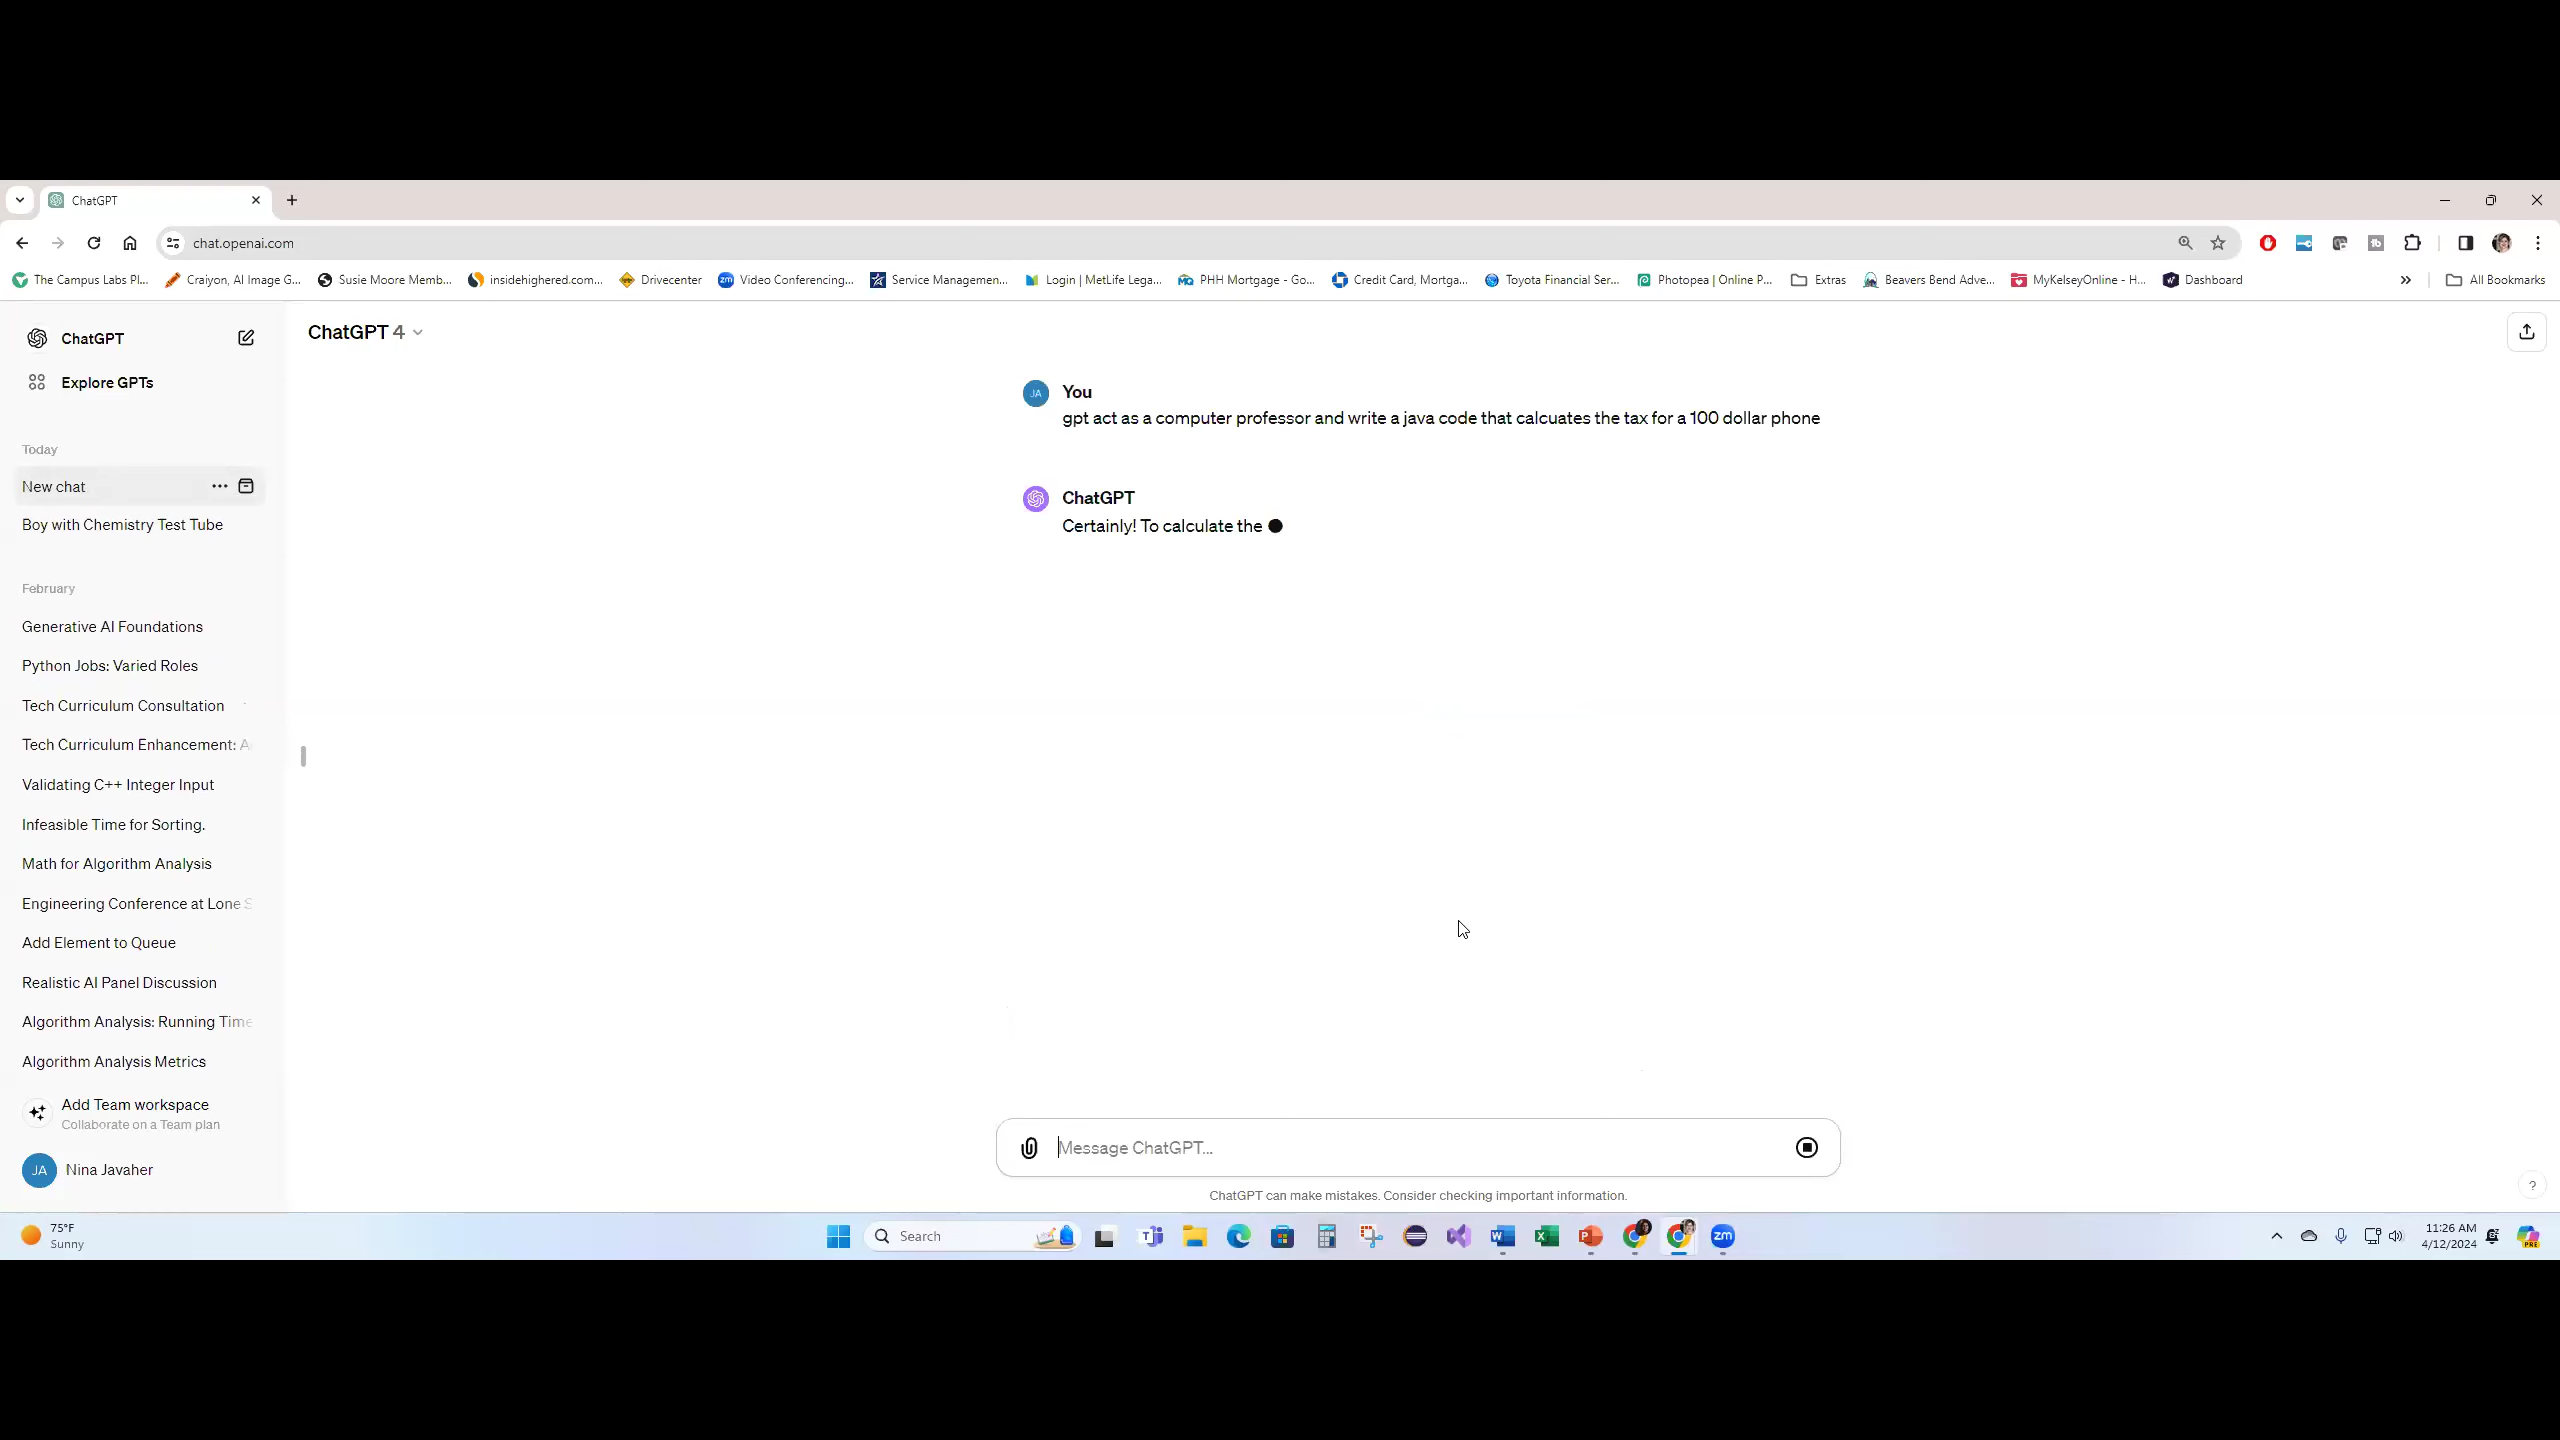 ChatGPT
chat.openai.com
The Campus Labs Pl...
Craiyon, AI Image G...
Susie Moore Memb...
insidehighered.com...
Drivecenter
Video Conferencing...
Service Managemen...
Login | MetLife Lega...
PHH Mortgage - Go...
Credit Card, Mortga...
Toyota Financial Ser...
Photopea | Online P...
Extras
Beavers Bend Adve...
MyKelseyOnline - H...
Dashboard
All Bookmarks
ChatGPT
Explore GPTs
Today
New chat
Boy with Chemistry Test Tube
February
Generative AI Foundations
Python Jobs: Varied Roles
Tech Curriculum Consultation
Tech Curriculum Enhancement: A
Validating C++ Integer Input
Infeasible Time for Sorting.
Math for Algorithm Analysis
Engineering Conference at Lone S
Add Element to Queue
Realistic AI Panel Discussion
Algorithm Analysis: Running Time
Algorithm Analysis Metrics
Add Team workspace
Collaborate on a Team plan
JA Nina Javaher
ChatGPT 4
JA You
gpt act as a computer professor and write a java code that calcuates the tax for a 100 dollar phone
ChatGPT
Certainly! To calculate the
Message ChatGPT...
ChatGPT can make mistakes. Consider checking important information.
?
75°F
Sunny
Search
zm
11:26 AM
4/12/2024
PRE